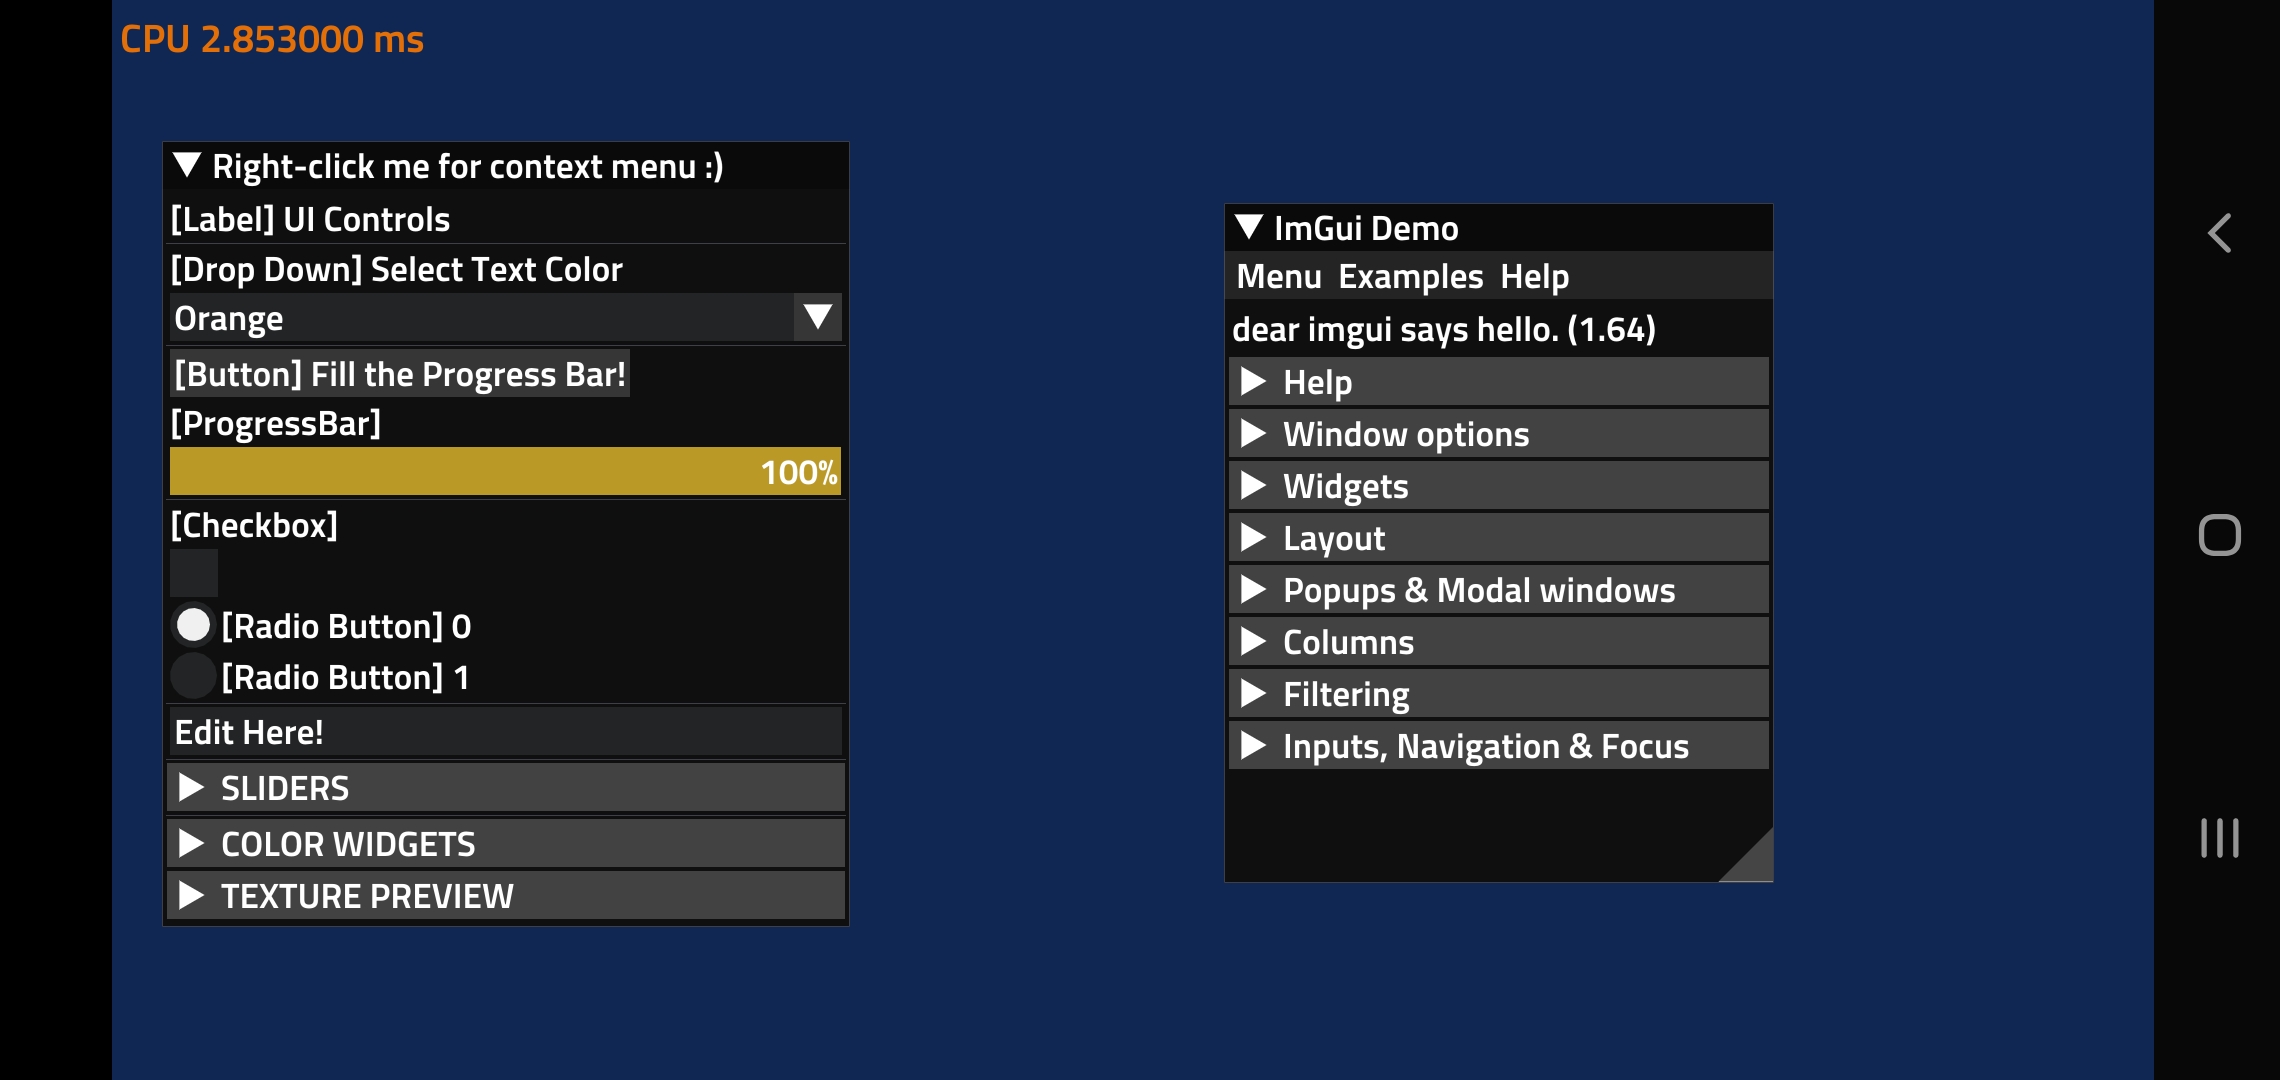 CPU 2.853000 ms
Right-click me for context menu :)
[Label] UI Controls
[Drop Down] Select Text Color
Orange
[Button] Fill the Progress Bar!
[ProgressBar]
100%
[Checkbox]
[Radio Button] 0
[Radio Button] 1
Edit Here!
SLIDERS
COLOR WIDGETS
TEXTURE PREVIEW
ImGui Demo
Menu Examples Help
dear imgui says hello. (1.64)
Help
Window options
Widgets
Layout
Popups & Modal windows
Columns
Filtering
Inputs, Navigation & Focus